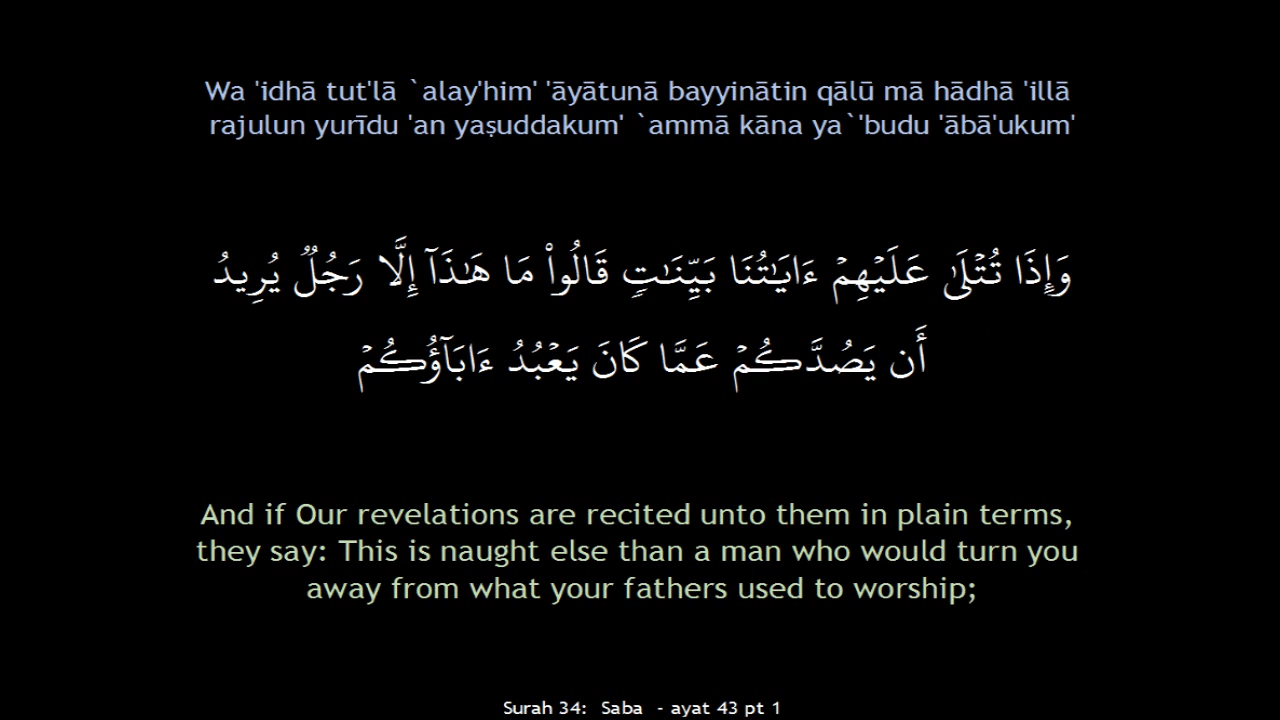 Wa 'idhā tut'lā `alay'him' 'āyātunā bayyinātin qālū mā hādhā 'illā
rajulun yurīdu 'an yaṣuddakum' `ammā kāna ya`'budu 'ābā'ukum'
وَإِذَا تُتۡلَىٰ عَلَيۡهِمۡ ءَايَـٰتُنَا بَيِّنَـٰتٍ۬ قَالُواْ مَا هَـٰذَآ إِلَّا رَجُلٌ۬ يُرِيدُ
أَن يَصُدَّكُمۡ عَمَّا كَانَ يَعۡبُدُ ءَابَآؤُكُمۡ
And if Our revelations are recited unto them in plain terms,
they say: This is naught else than a man who would turn you
away from what your fathers used to worship;
Surah 34:  Saba  - ayat 43 pt 1